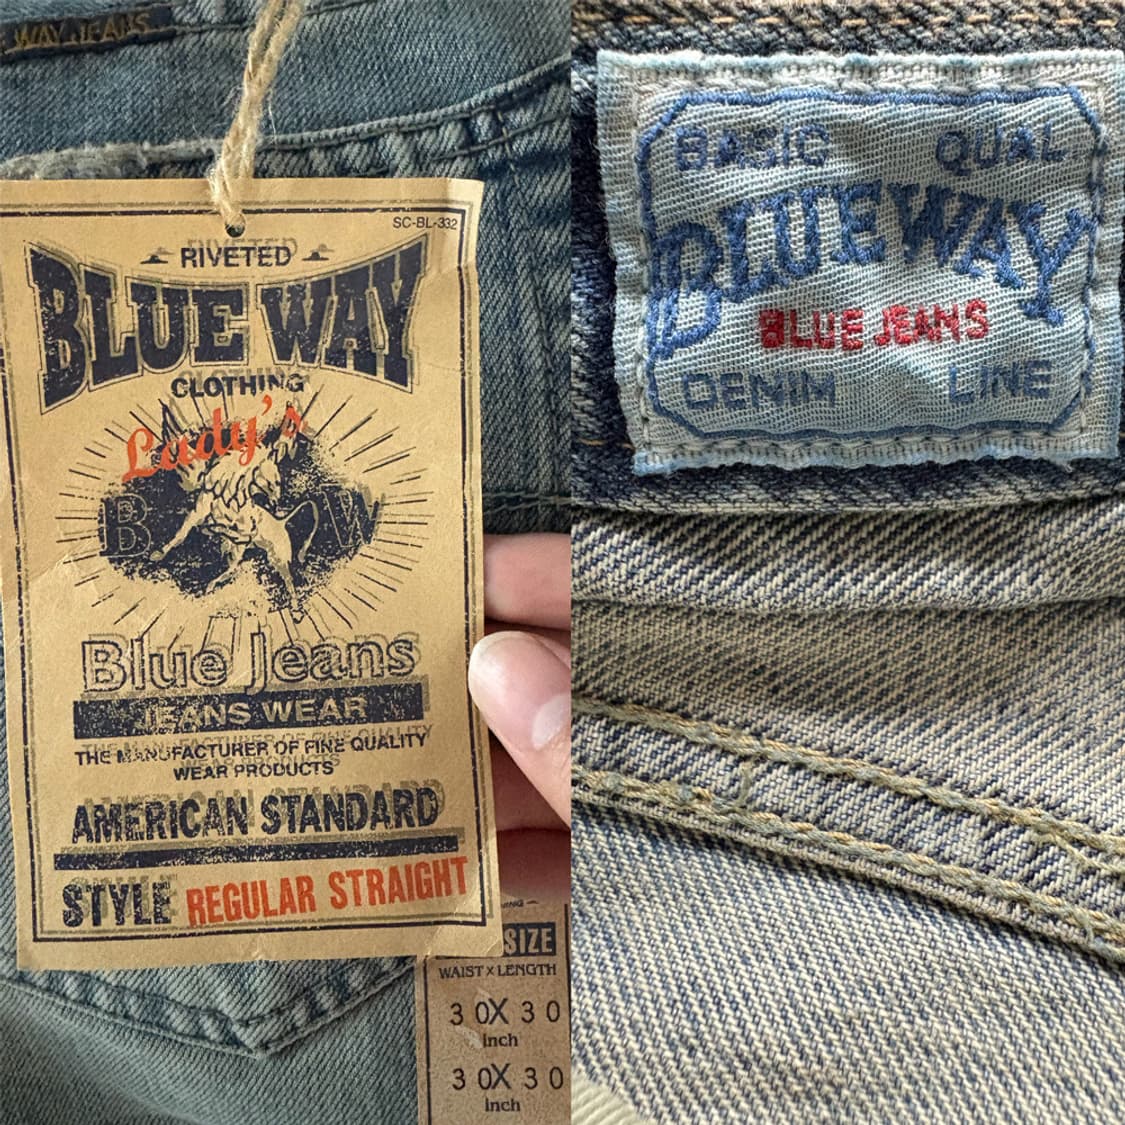 WAY JEANS
SC-BL-332
RIVETED
BLUE WAY
CLOTHING
Lady's
B W
Blue Jeans
JEANS WEAR
THE MANUFACTURER OF FINE QUALITY
WEAR PRODUCTS
AMERICAN STANDARD
STYLE REGULAR STRAIGHT
SIZE
WAIST X LENGTH
30X30
inch
30X30
inch
BASIC QUAL
BLUEWAY
BLUE JEANS
DENIM LINE